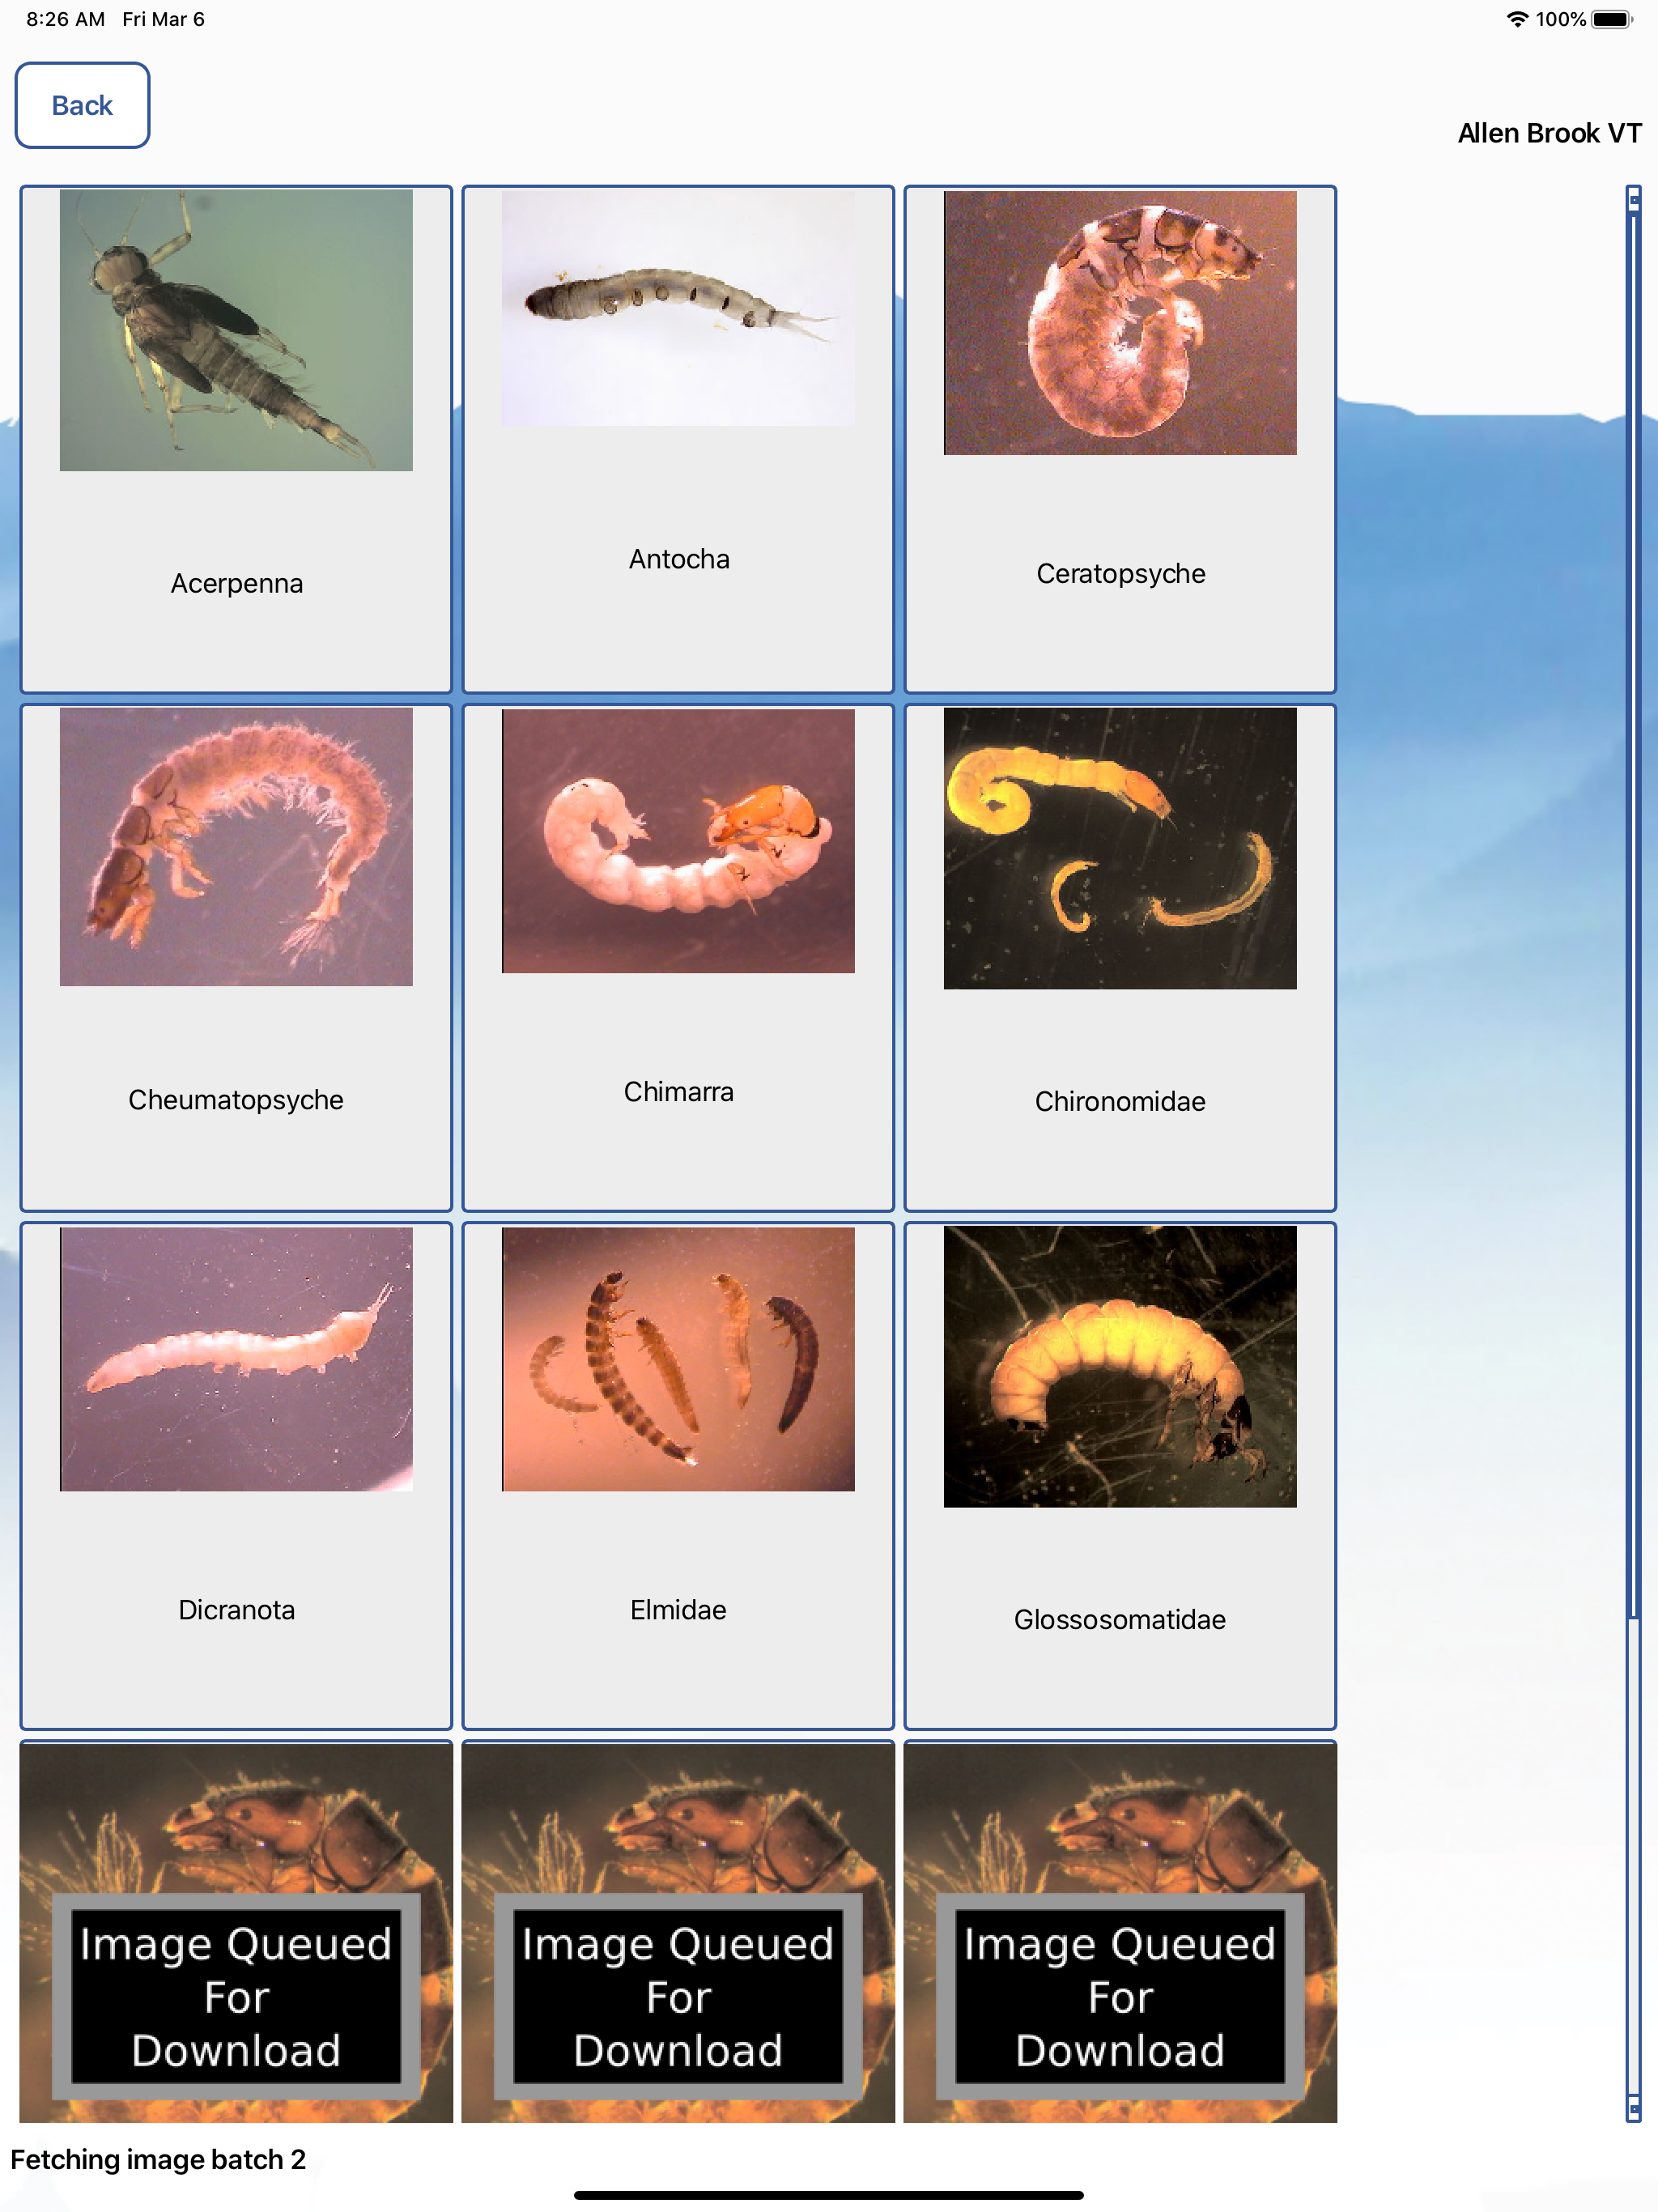 8:26 AM Fri Mar 6
100%
Back
Allen Brook VT
Acerpenna
Antocha
Ceratopsyche
Cheumatopsyche
Chimarra
Chironomidae
Dicranota
Elmidae
Glossosomatidae
Image Queued
For
Download
Image Queued
For
Download
Image Queued
For
Download
Fetching image batch 2